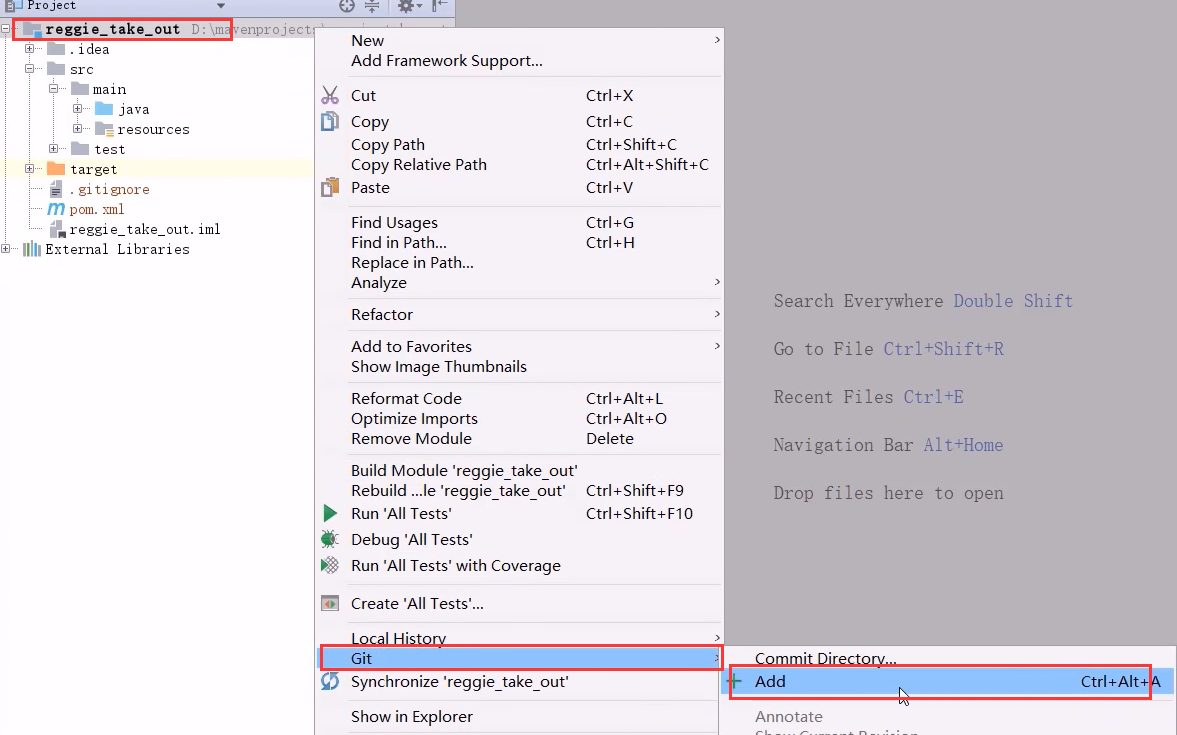 Project
reggie_take_out D:\mavenprojects
.idea
src
main
java
resources
test
target
.gitignore
pom.xml
reggie_take_out.iml
External Libraries
New
Add Framework Support...
Cut Ctrl+X
Copy Ctrl+C
Copy Path Ctrl+Shift+C
Copy Relative Path Ctrl+Alt+Shift+C
Paste Ctrl+V
Find Usages Ctrl+G
Find in Path... Ctrl+H
Replace in Path...
Analyze
Refactor
Add to Favorites
Show Image Thumbnails
Reformat Code Ctrl+Alt+L
Optimize Imports Ctrl+Alt+O
Remove Module Delete
Build Module 'reggie_take_out'
Rebuild ...le 'reggie_take_out' Ctrl+Shift+F9
Run 'All Tests' Ctrl+Shift+F10
Debug 'All Tests'
Run 'All Tests' with Coverage
Create 'All Tests'...
Local History
Git
Synchronize 'reggie_take_out'
Show in Explorer
Commit Directory...
Add Ctrl+Alt+A
Annotate
Show Current Revision
Search Everywhere Double Shift
Go to File Ctrl+Shift+R
Recent Files Ctrl+E
Navigation Bar Alt+Home
Drop files here to open